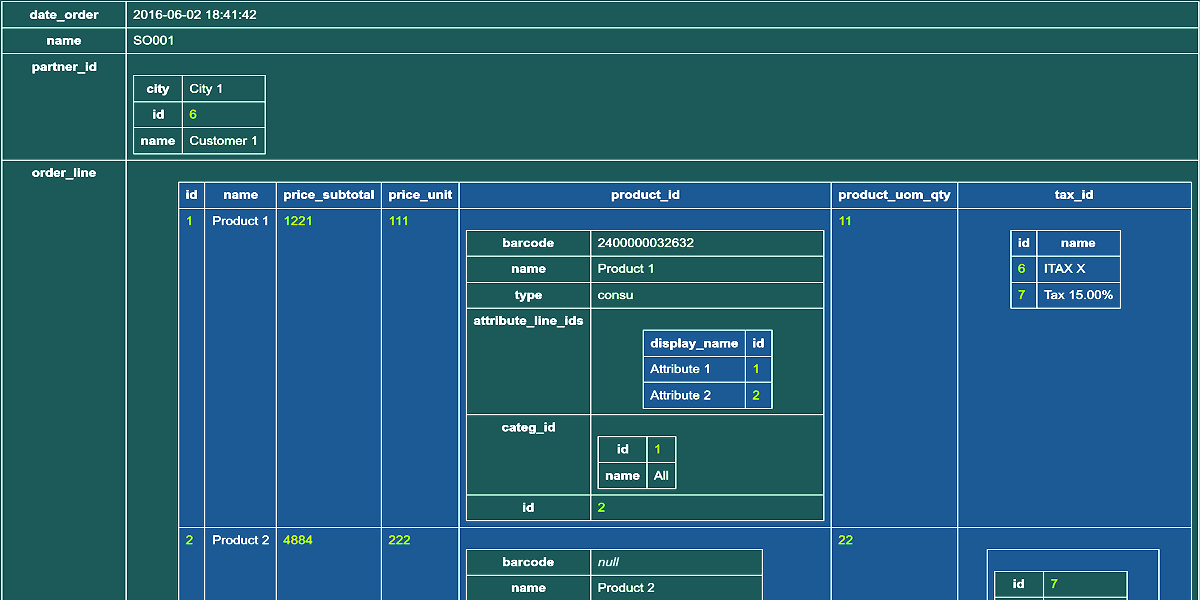 date_order 2016-06-02 18:41:42
name SO001
partner_id
city City 1
id 6
name Customer 1
order_line
id name price_subtotal price_unit product_id product_uom_qty tax_id
1 Product 1 1221 111 11
barcode 2400000032632
id name
name Product 1
6 ITAX X
type consu
7 Tax 15.00%
attribute_line_ids
display_name id
Attribute 1 1
Attribute 2 2
categ_id
id 1
name All
id 2
2 Product 2 4884 222 22
barcode null
id 7
name Product 2